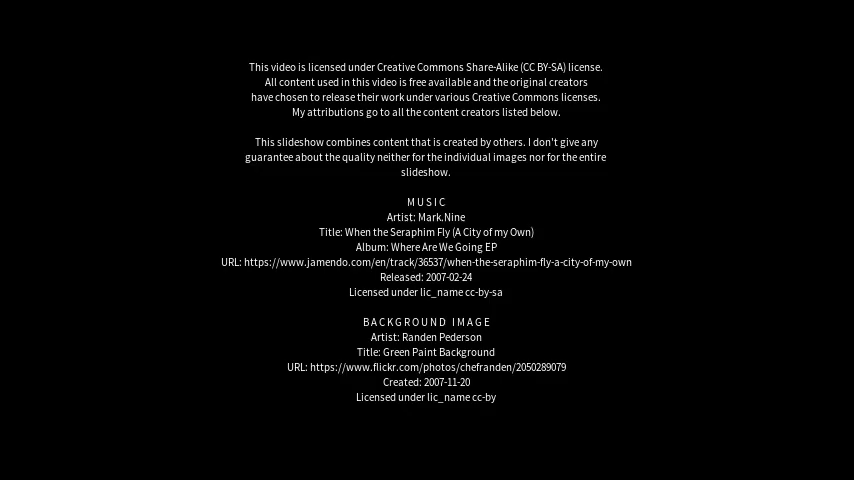 This video is licensed under Creative Commons Share-Alike (CC BY-SA) license.
All content used in this video is free available and the original creators
have chosen to release their work under various Creative Commons licenses.
My attributions go to all the content creators listed below.
This slideshow combines content that is created by others. I don't give any
guarantee about the quality neither for the individual images nor for the entire
slideshow.
MUSIC
Artist: Mark.Nine
Title: When the Seraphim Fly (A City of my Own)
Album: Where Are We Going EP
URL: https://www.jamendo.com/en/track/36537/when-the-seraphim-fly-a-city-of-my-own
Released: 2007-02-24
Licensed under lic_name cc-by-sa
BACKGROUND IMAGE
Artist: Randen Pederson
Title: Green Paint Background
URL: https://www.flickr.com/photos/chefranden/2050289079
Created: 2007-11-20
Licensed under lic_name cc-by